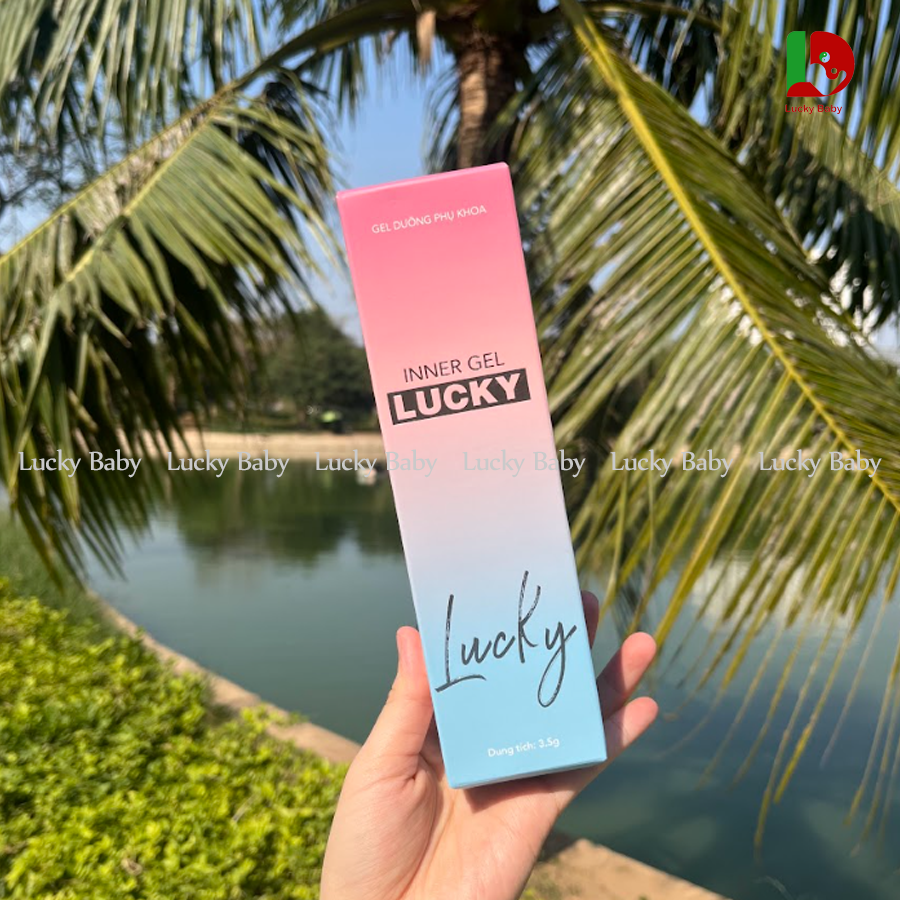 Lucky Baby
GEL DƯỠNG PHỤ KHOA
INNER GEL
LUCKY
Lucky Baby Lucky Baby Lucky Baby Lucky Baby Lucky Baby Lucky Baby
Lucky
Dung tích: 3,5g